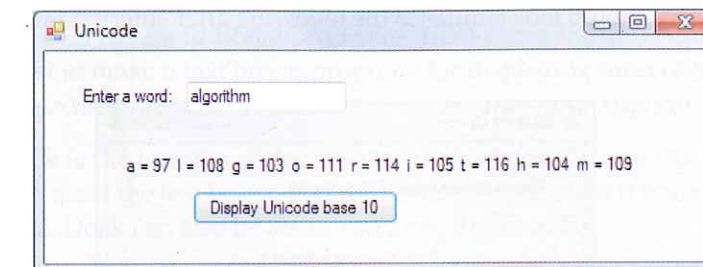 Unicode
Enter a word: algorithm
a = 97 l = 108 g = 103 o = 111 r = 114 i = 105 t = 116 h = 104 m = 109
Display Unicode base 10